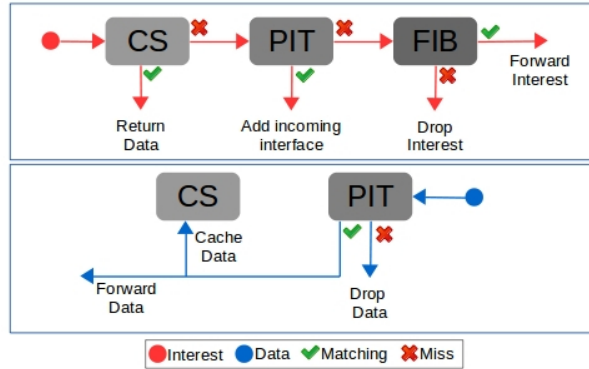 CS
PIT
FIB
Forward
Interest
Return
Data
Add incoming
interface
Drop
Interest
CS
PIT
Cache
Data
Forward
Data
Drop
Data
Interest Data Matching Miss